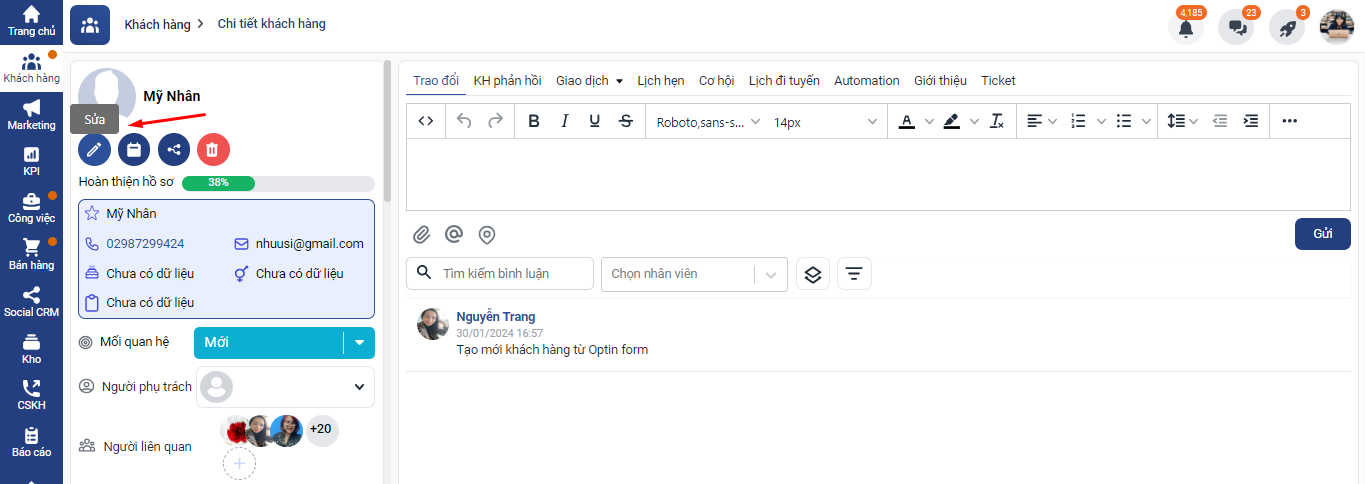 Trang chủ
Khách hàng
Marketing
KPI
Công việc
Bán hàng
Social CRM
Kho
CSKH
Báo cáo
Khách hàng
Chi tiết khách hàng
4,185
23
3
Mỹ Nhân
Sửa
Hoàn thiện hồ sơ
38%
Mỹ Nhân
02987299424
nhuusi@gmail.com
Chưa có dữ liệu
Chưa có dữ liệu
Chưa có dữ liệu
Mối quan hệ
Mới
Người phụ trách
Người liên quan
+20
Trao đổi
KH phản hồi
Giao dịch
Lịch hẹn
Cơ hội
Lịch đi tuyến
Automation
Giới thiệu
Ticket
Roboto,sans-s...
14px
Gửi
Tìm kiếm bình luận
Chọn nhân viên
Nguyễn Trang
30/01/2024 16:57
Tạo mới khách hàng từ Optin form